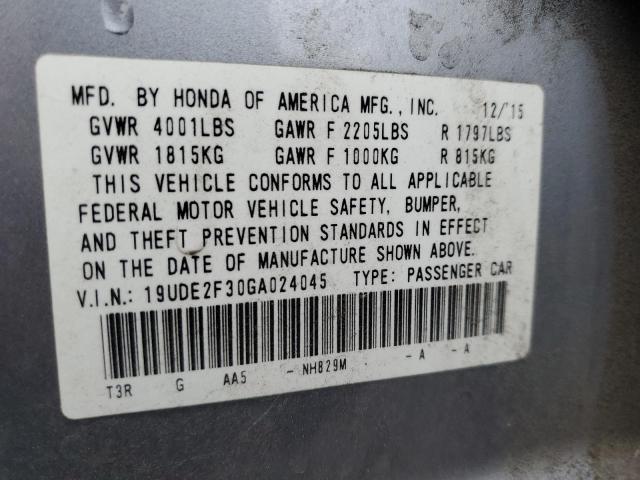 MFD. BY HONDA OF AMERICA MFG., INC. 12/'15
GVWR 4001LBS GAWR F 2205LBS R 1797LBS
GVWR 1815KG GAWR F 1000KG R 815KG
THIS VEHICLE CONFORMS TO ALL APPLICABLE
FEDERAL MOTOR VEHICLE SAFETY, BUMPER,
AND THEFT PREVENTION STANDARDS IN EFFECT
ON THE DATE OF MANUFACTURE SHOWN ABOVE.
V.I.N.: 19UDE2F30GA024045 TYPE: PASSENGER CAR
T3R G AA5 - NH829M - A - A